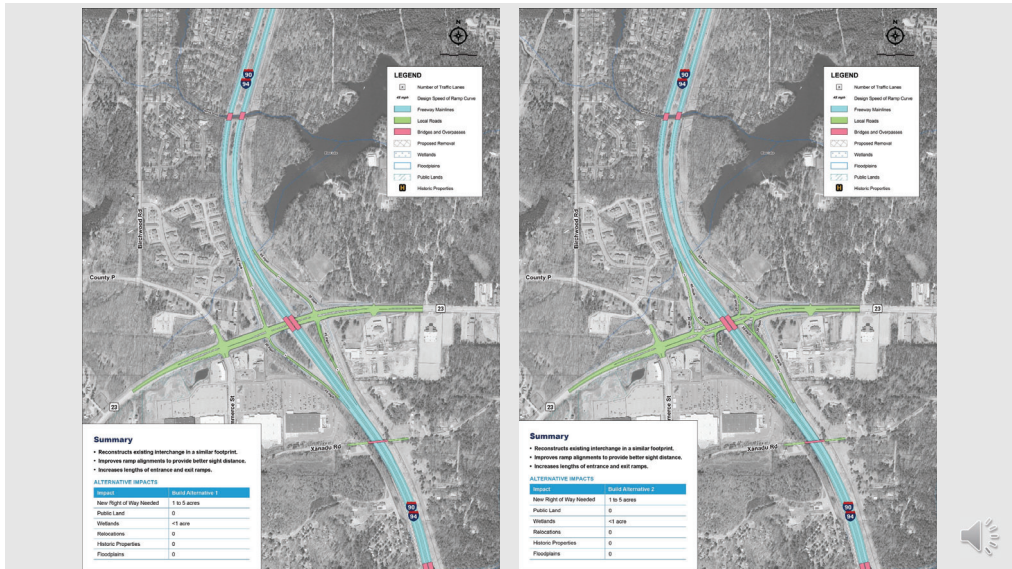 N
90
94
LEGEND
Number of Traffic Lanes
Design Speed of Ramp Curve
Freeway Mainlines
Local Roads
Bridges and Overpasses
Proposed Removal
Wetlands
Floodplains
Public Lands
H Historic Properties
Birchwood Rd
County P
23
23
Xanadu Rd
90
94
Summary
• Reconstructs existing interchange in a similar footprint.
• Improves ramp alignments to provide better sight distance.
• Increases lengths of entrance and exit ramps.
ALTERNATIVE IMPACTS
Impact Build Alternative 1
New Right of Way Needed 1 to 5 acres
Public Land 0
Wetlands <1 acre
Relocations 0
Historic Properties 0
Floodplains 0
N
90
94
LEGEND
Number of Traffic Lanes
Design Speed of Ramp Curve
Freeway Mainlines
Local Roads
Bridges and Overpasses
Proposed Removal
Wetlands
Floodplains
Public Lands
H Historic Properties
Birchwood Rd
County P
23
23
Xanadu Rd
90
94
Summary
• Reconstructs existing interchange in a similar footprint.
• Improves ramp alignments to provide better sight distance.
• Increases lengths of entrance and exit ramps.
ALTERNATIVE IMPACTS
Impact Build Alternative 2
New Right of Way Needed 1 to 5 acres
Public Land 0
Wetlands <1 acre
Relocations 0
Historic Properties 0
Floodplains 0